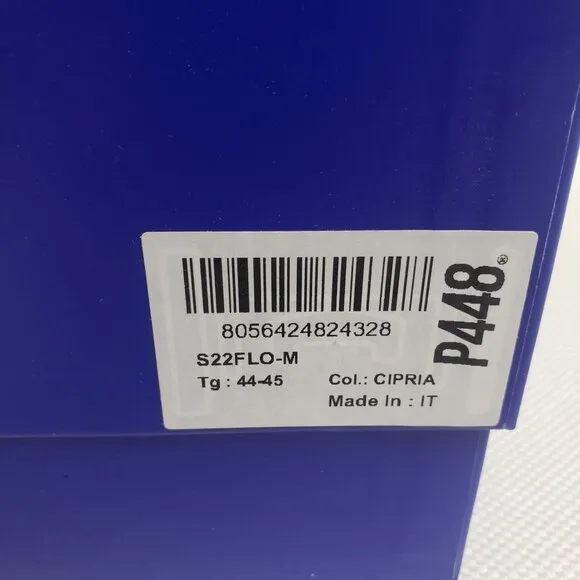 8056424824328
S22FLO-M
Tg : 44-45 Col.: CIPRIA
Made In : IT
P448®